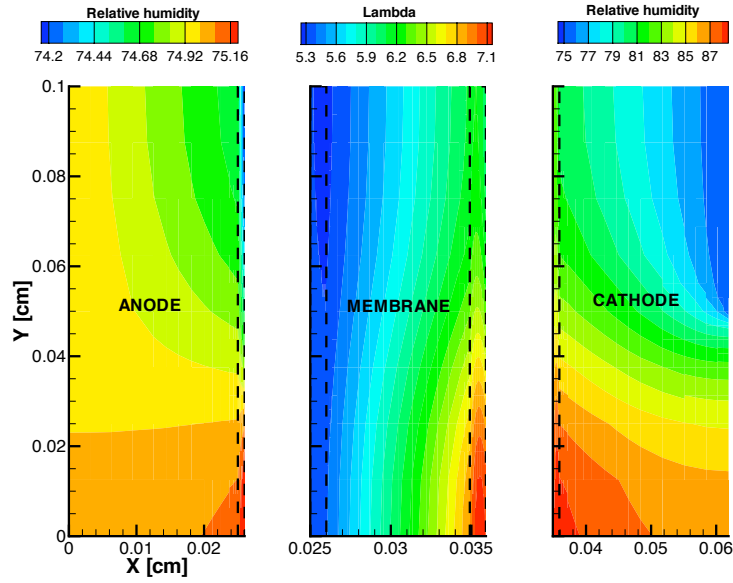 Relative humidity
74.2 74.44 74.68 74.92 75.16
Lambda
5.3 5.6 5.9 6.2 6.5 6.8 7.1
Relative humidity
75 77 79 81 83 85 87
0.1
0.08
0.06
0.04
0.02
0
Y [cm]
ANODE
MEMBRANE
CATHODE
0 0.01 0.02
X [cm]
0.025 0.03 0.035
0.04 0.05 0.06